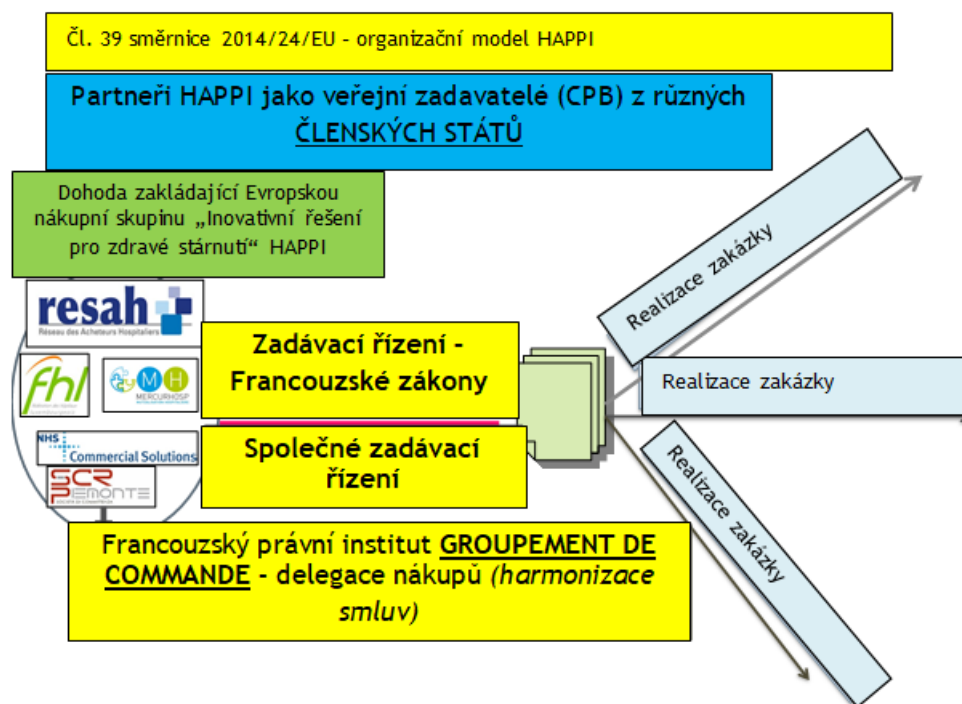 Čl. 39 směrnice 2014/24/EU – organizační model HAPPI
Partneři HAPPI jako veřejní zadavatelé (CPB) z různých
ČLENSKÝCH STÁTŮ
Dohoda zakládající Evropskou
nákupní skupinu „Inovativní řešení
pro zdravé stárnutí“ HAPPI
resah
Réseau des Acheteurs Hospitaliers
fhl
MH
MERCURHOSP
NHS
Commercial Solutions
SCR
PIEMONTE
Zadávací řízení -
Francouzské zákony
Společné zadávací
řízení
Francouzský právní institut GROUPEMENT DE
COMMANDE - delegace nákupů (harmonizace
smluv)
Realizace zakázky
Realizace zakázky
Realizace zakázky